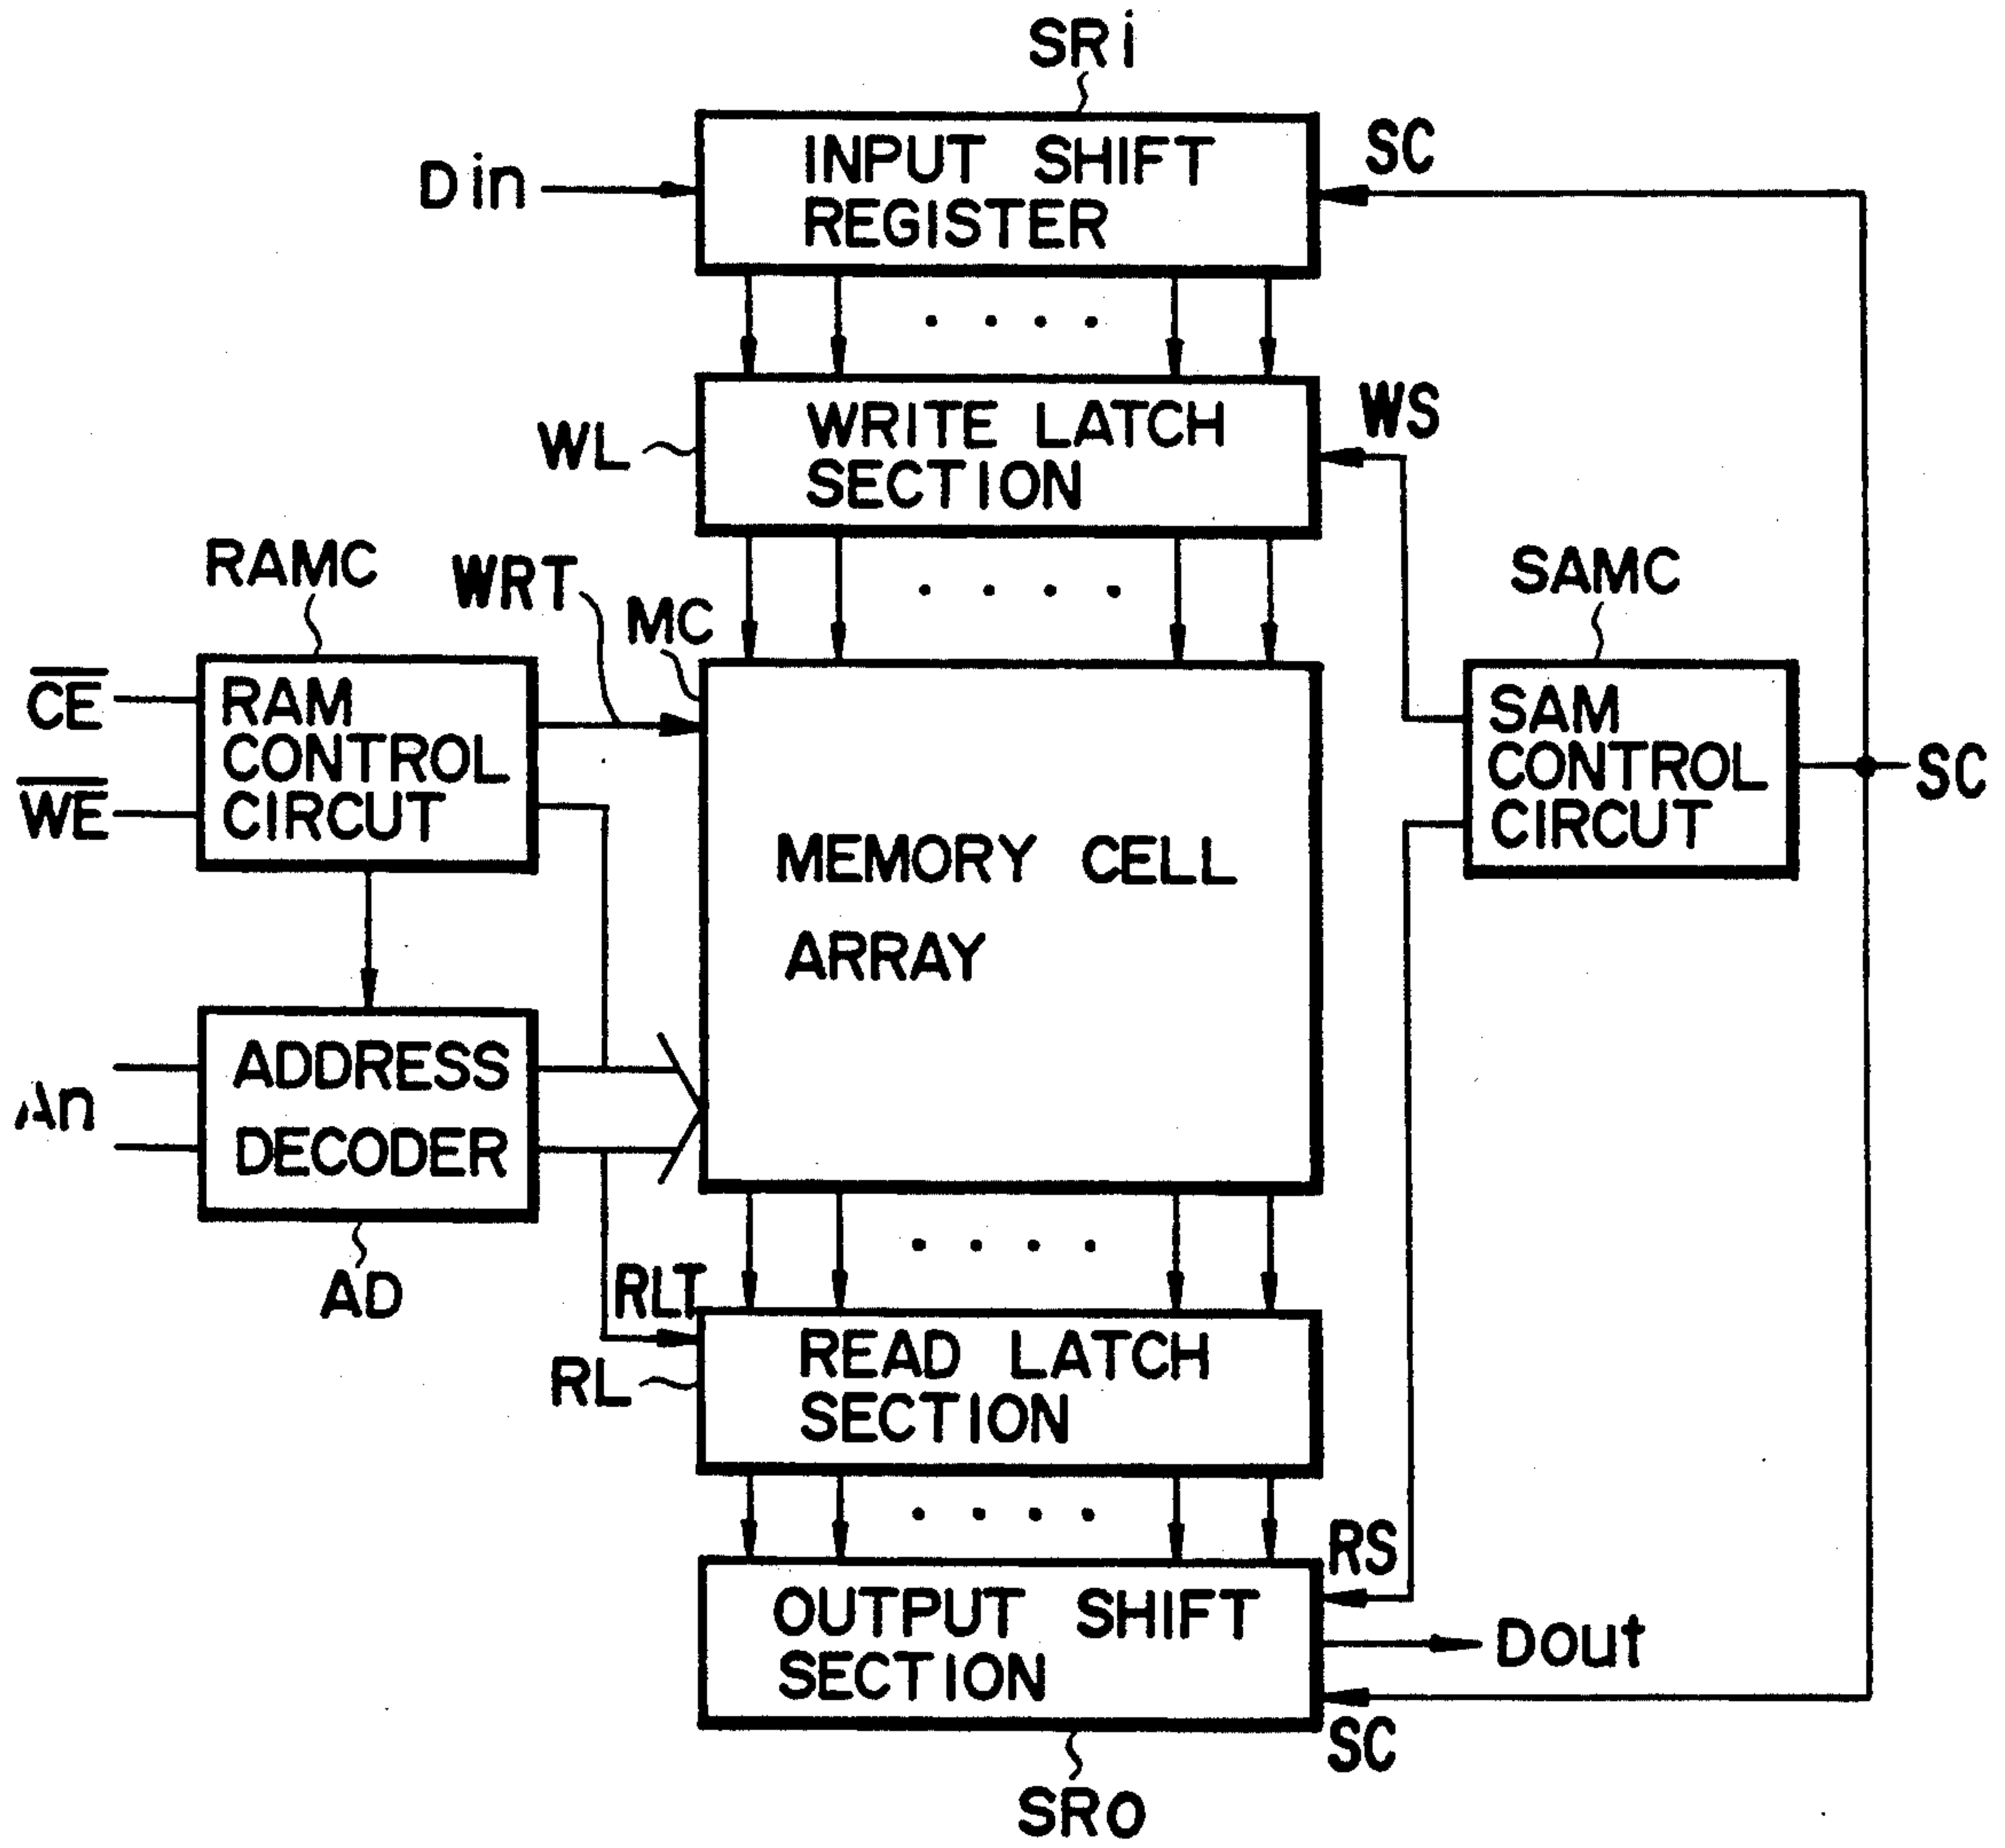 SRi
Din
INPUT SHIFT
REGISTER
SC
WL
WRITE LATCH
SECTION
WS
RAMC
WRT
MC
SAMC
C̅E̅
W̅E̅
RAM
CONTROL
CIRCUT
MEMORY CELL
ARRAY
SAM
CONTROL
CIRCUT
SC
An
ADDRESS
DECODER
AD
RLT
RL
READ LATCH
SECTION
RS
OUTPUT SHIFT
SECTION
Dout
SC
SRO